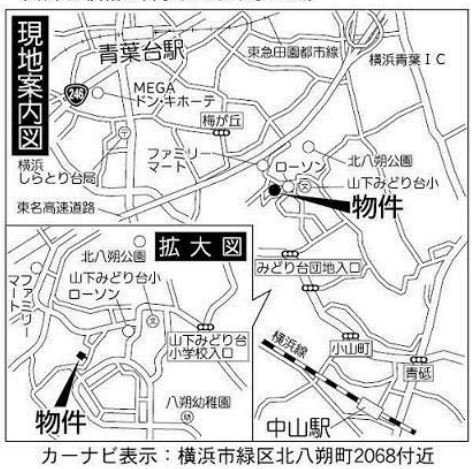 現地案内図
青葉台駅
東急田園都市線
横浜青葉IC
246
MEGA
ドン・キホーテ
梅が丘
ファミリー
マート
ローソン
北八朔公園
横浜
しらとり台局
山下みどり台小
物件
東名高速道路
拡大図
北八朔公園
ファミリー
マート
山下みどり台小
ローソン
山下みどり台
小学校入口
八朔幼稚園
物件
みどり台団地入口
横浜線
小山町
青砥
中山駅
カーナビ表示：横浜市緑区北八朔町2068付近